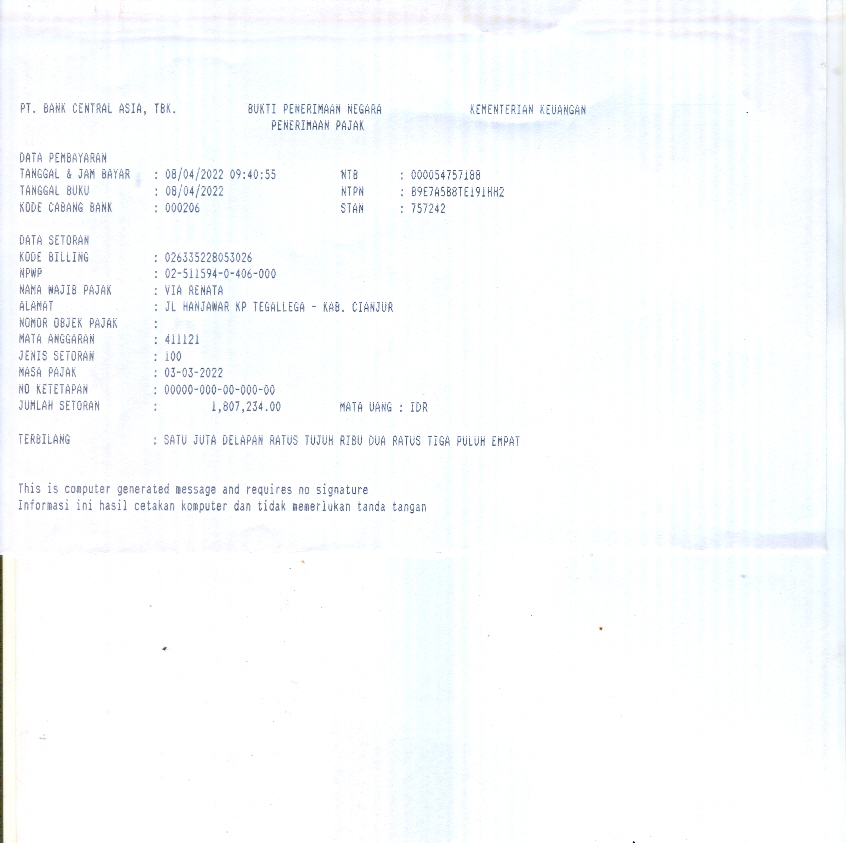 PT. BANK CENTRAL ASIA, TBK. BUKTI PENERIMAAN NEGARA KEMENTERIAN KEUANGAN
PENERIMAAN PAJAK
DATA PEMBAYARAN
TANGGAL & JAM BAYAR : 08/04/2022 09:40:55 NTB : 000054757188
TANGGAL BUKU : 08/04/2022 NTPN : B9E7A5B8TE191HH2
KODE CABANG BANK : 000206 STAN : 757242
DATA SETORAN
KODE BILLING : 026335228053026
NPWP : 02-511594-0-406-000
NAMA WAJIB PAJAK : VIA RENATA
ALAMAT : JL HANJAWAR KP TEGALLEGA - KAB. CIANJUR
NOMOR OBJEK PAJAK :
MATA ANGGARAN : 411121
JENIS SETORAN : 100
MASA PAJAK : 03-03-2022
NO KETETAPAN : 00000-000-00-000-00
JUMLAH SETORAN : 1,807,234.00 MATA UANG : IDR
TERBILANG : SATU JUTA DELAPAN RATUS TUJUH RIBU DUA RATUS TIGA PULUH EMPAT
This is computer generated message and requires no signature
Informasi ini hasil cetakan komputer dan tidak memerlukan tanda tangan